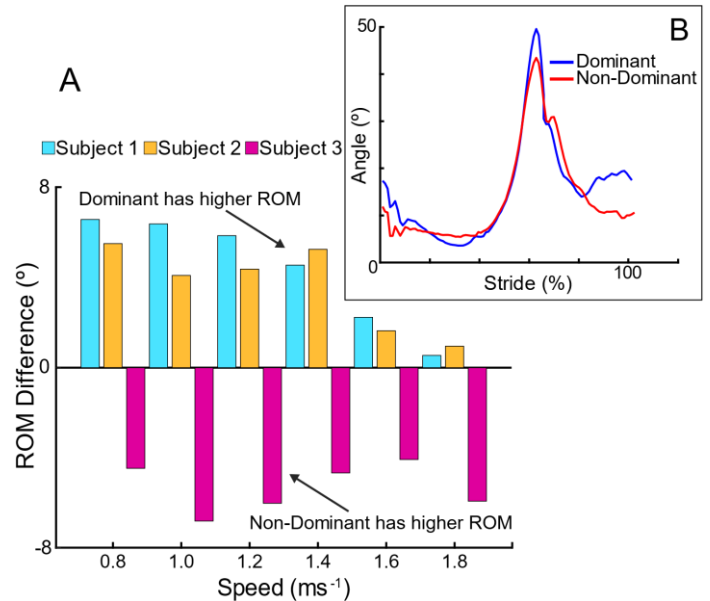 A
Subject 1 Subject 2 Subject 3
8
Dominant has higher ROM
0
ROM Difference (º)
Non-Dominant has higher ROM
-8
0.8 1.0 1.2 1.4 1.6 1.8
Speed (ms⁻¹)
B
50
Dominant
Non-Dominant
Angle (º)
0
100
Stride (%)